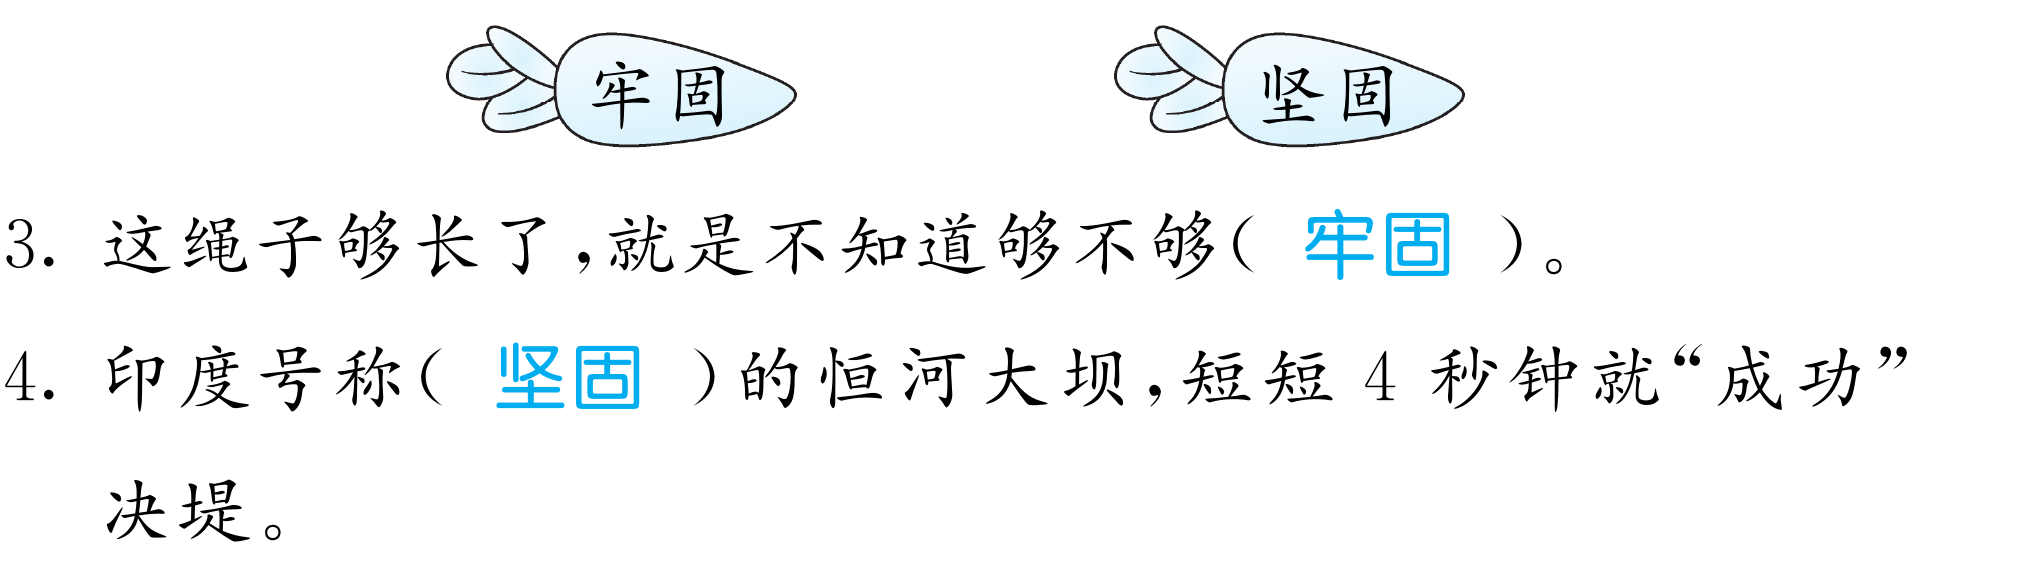 牢固 坚固
3. 这绳子够长了,就是不知道够不够( 牢固 )。
4. 印度号称( 坚固 )的恒河大坝,短短 4 秒钟就“成功”
决堤。